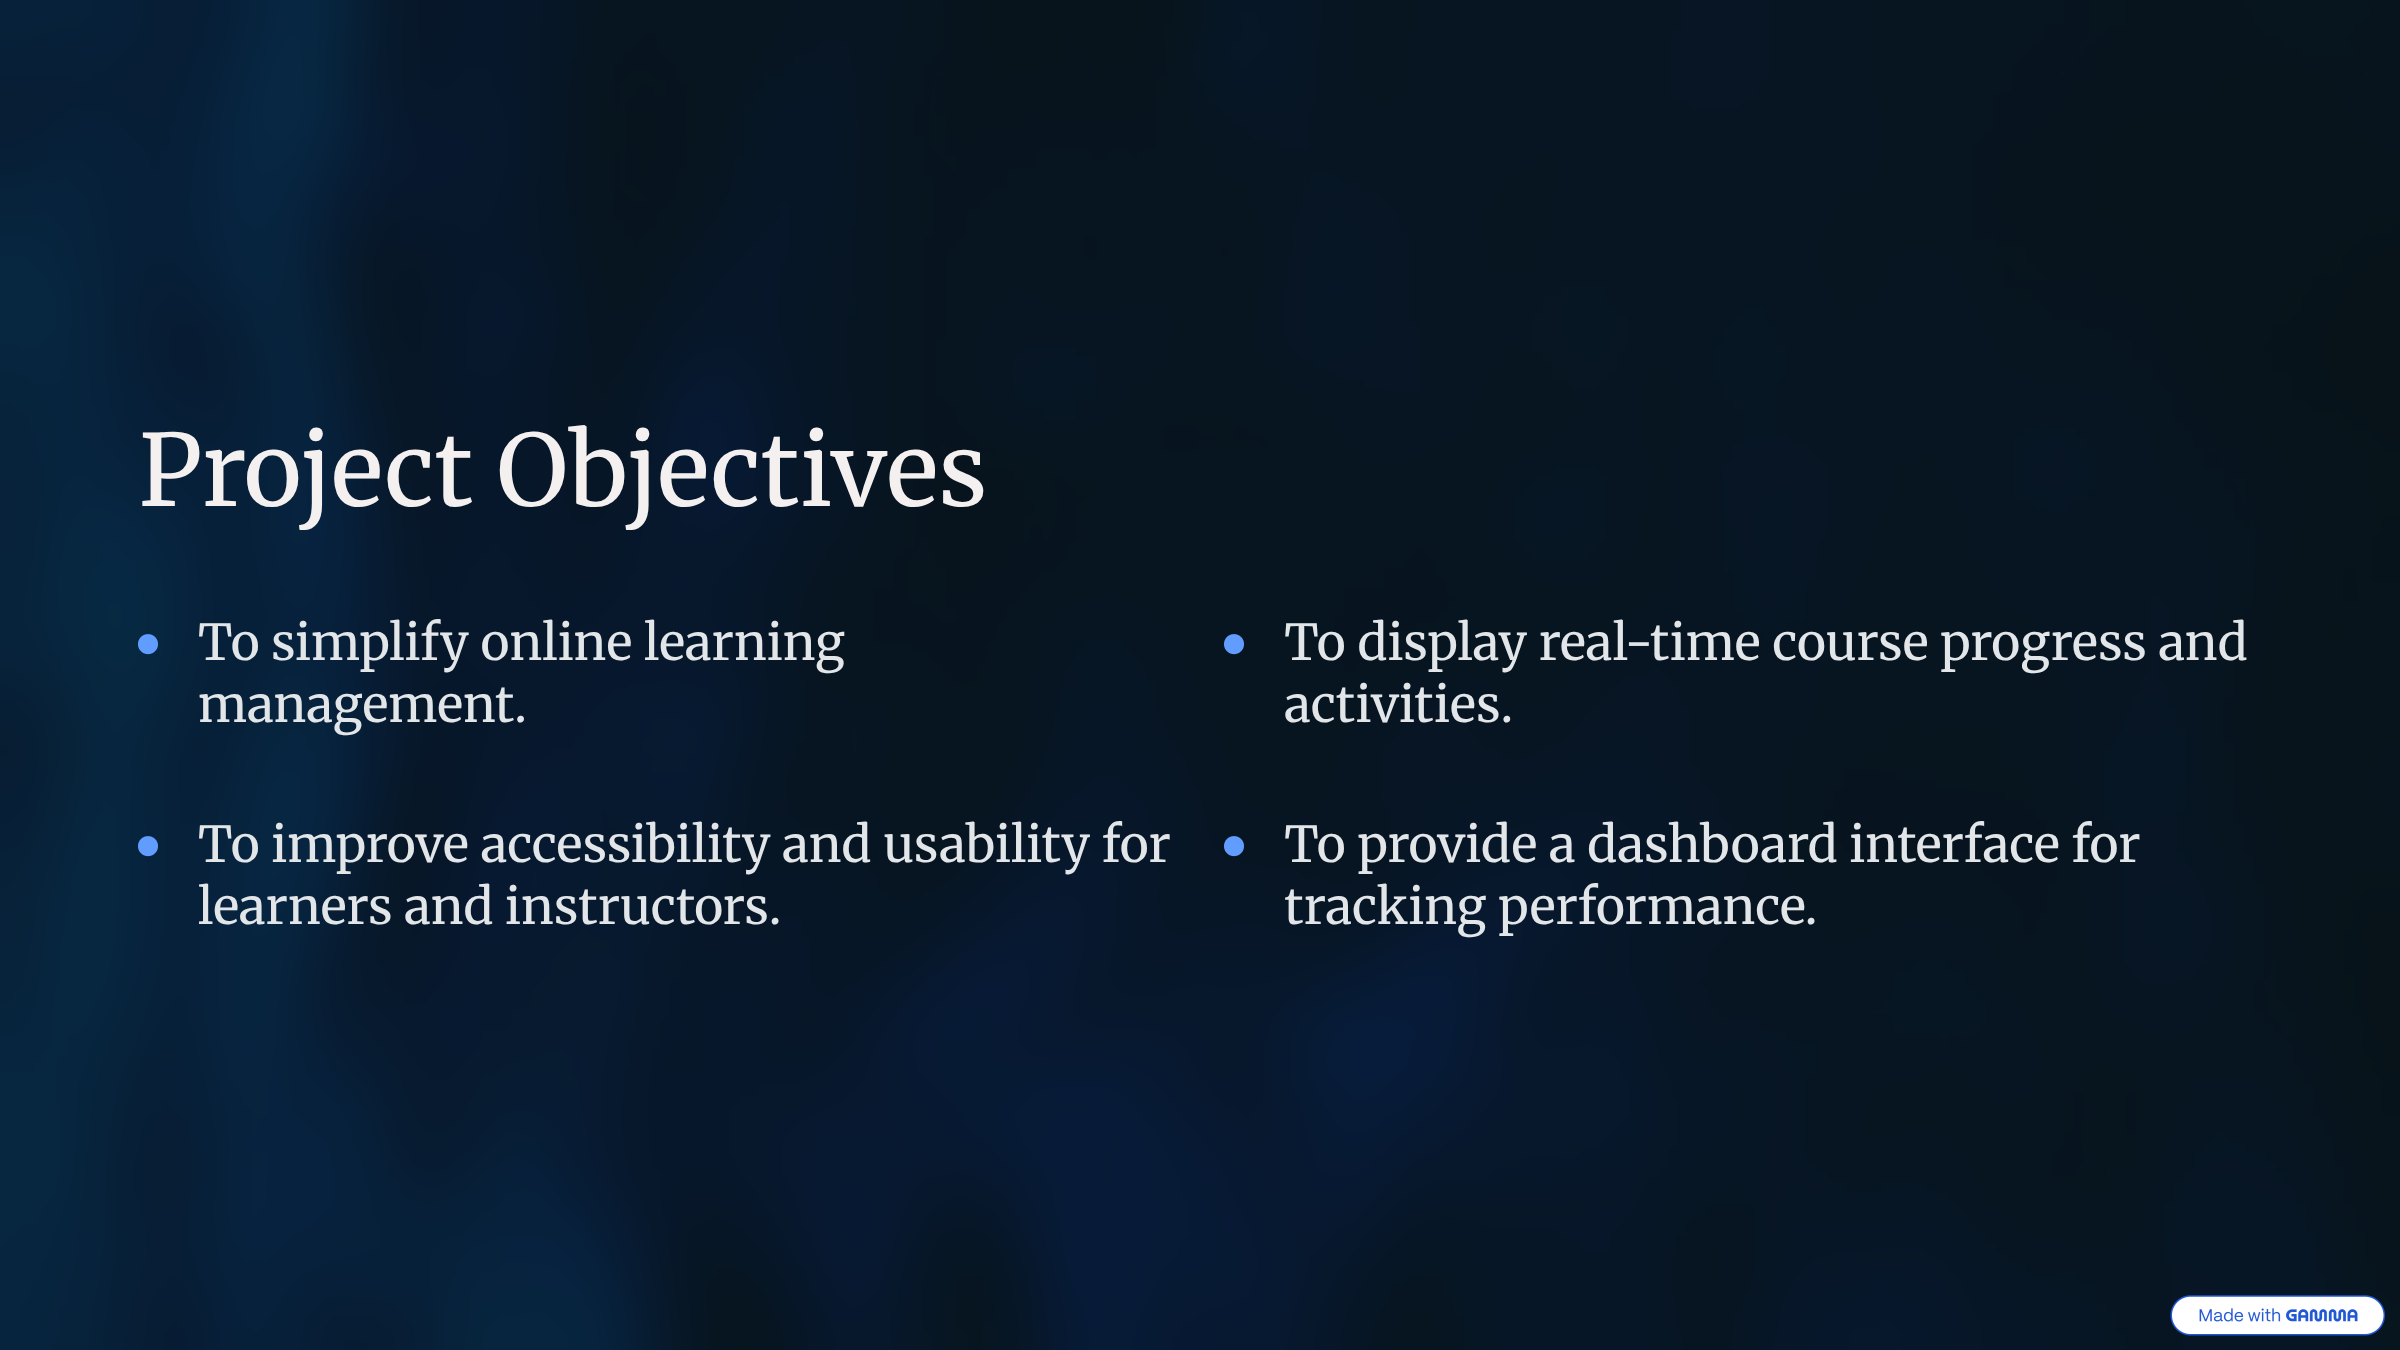 Project Objectives
To simplify online learning
management.
To improve accessibility and usability for
learners and instructors.
To display real-time course progress and
activities.
To provide a dashboard interface for
tracking performance.
Made with GAMMA